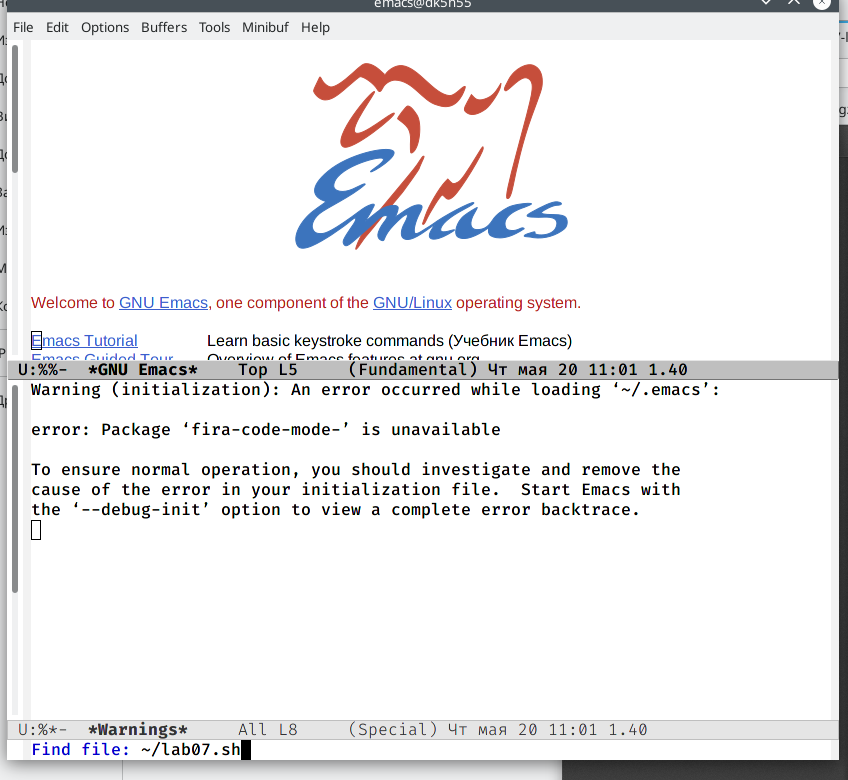 emacs@dk5n55
File Edit Options Buffers Tools Minibuf Help
Emacs
Welcome to GNU Emacs, one component of the GNU/Linux operating system.
Emacs Tutorial Learn basic keystroke commands (Учебник Emacs)
Emacs Guided Tour Overview of Emacs features at gnu.org
U:%%- *GNU Emacs* Top L5 (Fundamental) Чт мая 20 11:01 1.40
Warning (initialization): An error occurred while loading ‘~/.emacs’:
error: Package ‘fira-code-mode-’ is unavailable
To ensure normal operation, you should investigate and remove the
cause of the error in your initialization file. Start Emacs with
the ‘--debug-init’ option to view a complete error backtrace.
U:%*- *Warnings* All L8 (Special) Чт мая 20 11:01 1.40
Find file: ~/lab07.sh